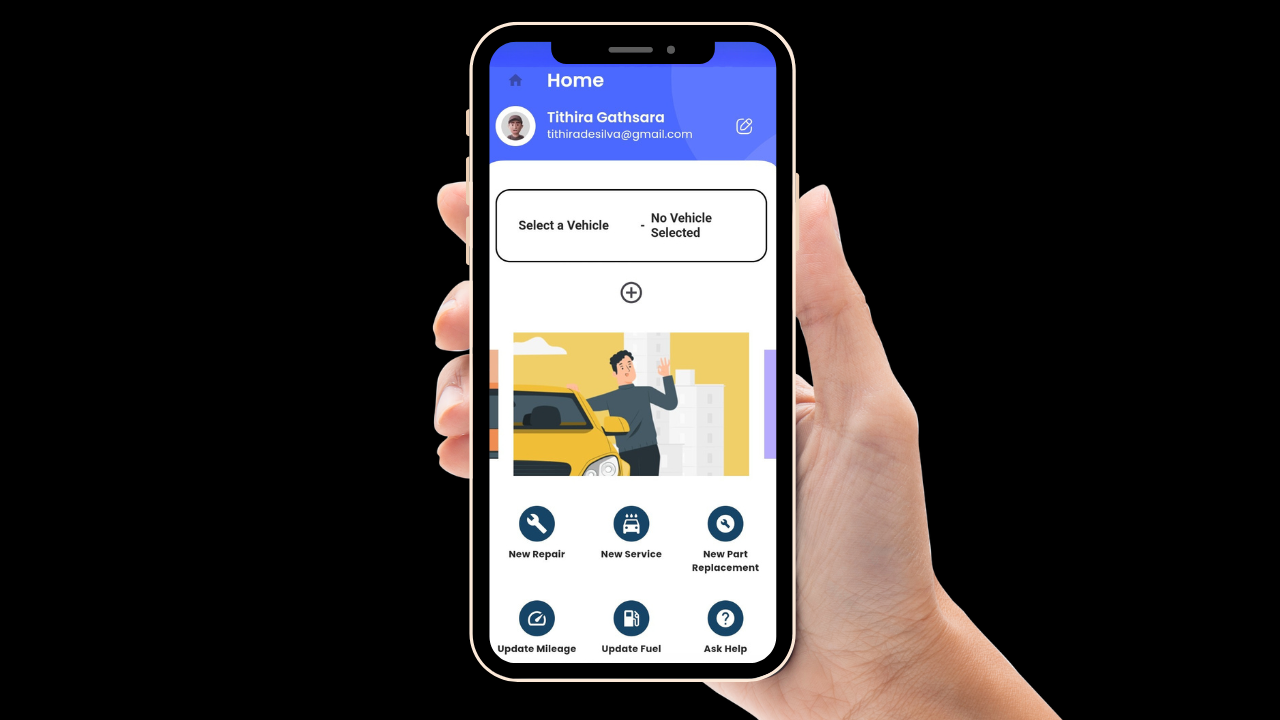 Home
Tithira Gathsara
tithiradesilva@gmail.com
Select a Vehicle - No Vehicle
Selected
New Repair
New Service
New Part
Replacement
Update Mileage
Update Fuel
Ask Help